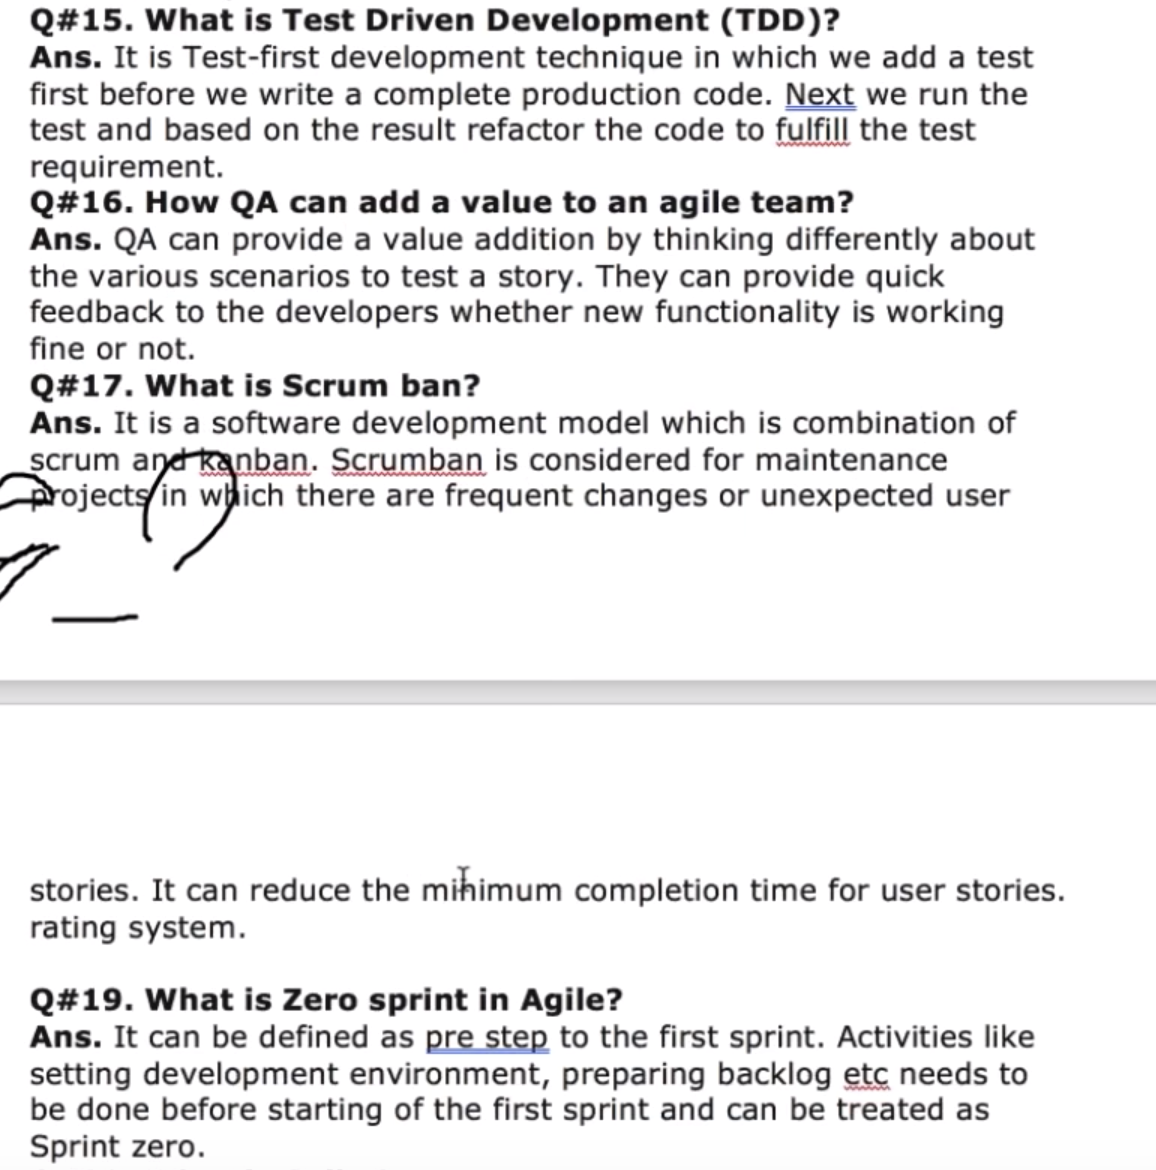 Q#15. What is Test Driven Development (TDD)?
Ans. It is Test-first development technique in which we add a test
first before we write a complete production code. Next we run the
test and based on the result refactor the code to fulfill the test
requirement.
Q#16. How QA can add a value to an agile team?
Ans. QA can provide a value addition by thinking differently about
the various scenarios to test a story. They can provide quick
feedback to the developers whether new functionality is working
fine or not.
Q#17. What is Scrum ban?
Ans. It is a software development model which is combination of
scrum and kanban. Scrumban is considered for maintenance
projects in which there are frequent changes or unexpected user
stories. It can reduce the minimum completion time for user stories.
rating system.
Q#19. What is Zero sprint in Agile?
Ans. It can be defined as pre step to the first sprint. Activities like
setting development environment, preparing backlog etc needs to
be done before starting of the first sprint and can be treated as
Sprint zero.